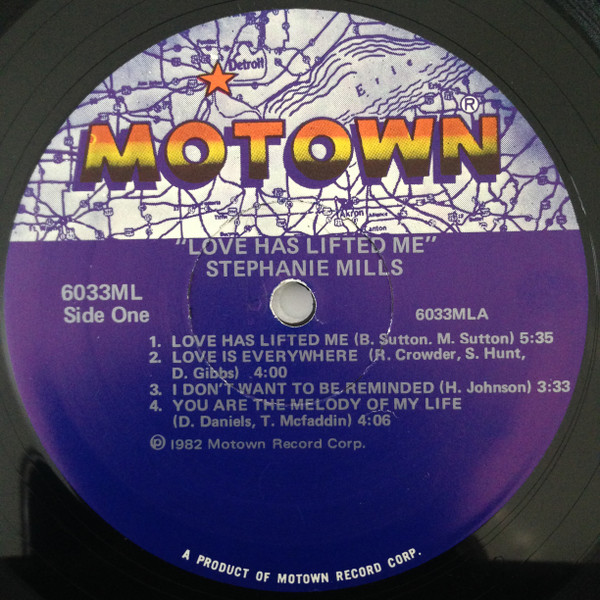 Detroit
Erie
MOTOWN®
Akron
"LOVE HAS LIFTED ME"
STEPHANIE MILLS
6033ML
Side One
6033MLA
1. LOVE HAS LIFTED ME (B. Sutton. M. Sutton) 5:35
2. LOVE IS EVERYWHERE (R. Crowder, S. Hunt,
D. Gibbs) 4:00
3. I DON'T WANT TO BE REMINDED (H. Johnson) 3:33
4. YOU ARE THE MELODY OF MY LIFE
(D. Daniels, T. Mcfaddin) 4:06
℗ 1982 Motown Record Corp.
A PRODUCT OF MOTOWN RECORD CORP.